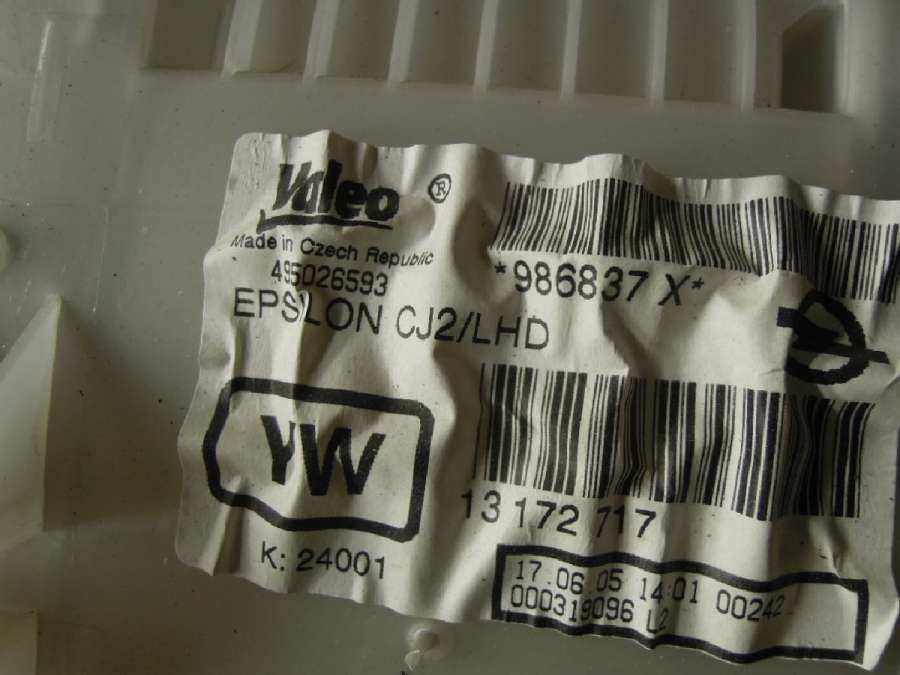 Valeo ®
Made in Czech Republic
495026593
*986837 X*
EPSILON CJ2/LHD
YW
13 172 717
K: 24001
17.06.05 14:01 00242
000319096 L2